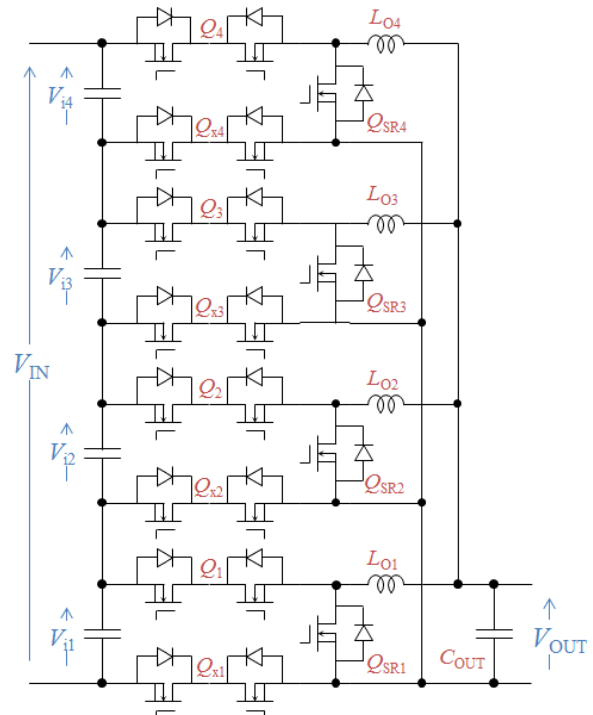 Q4 LO4
Vi4
Qx4 QSR4
Q3 LO3
Vi3
Qx3 QSR3
VIN
Q2 LO2
Vi2
Qx2 QSR2
Q1 LO1
Vi1 VOUT
Qx1 QSR1 COUT